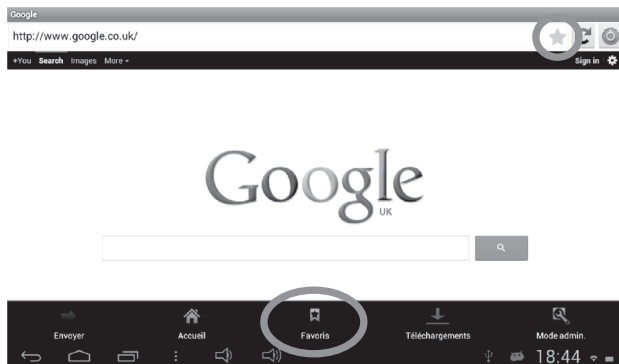 Google
http://www.google.co.uk/
+You Search Images More Sign in
Google
UK
Envoyer Accueil Favoris Téléchargements Mode admin.
18:44